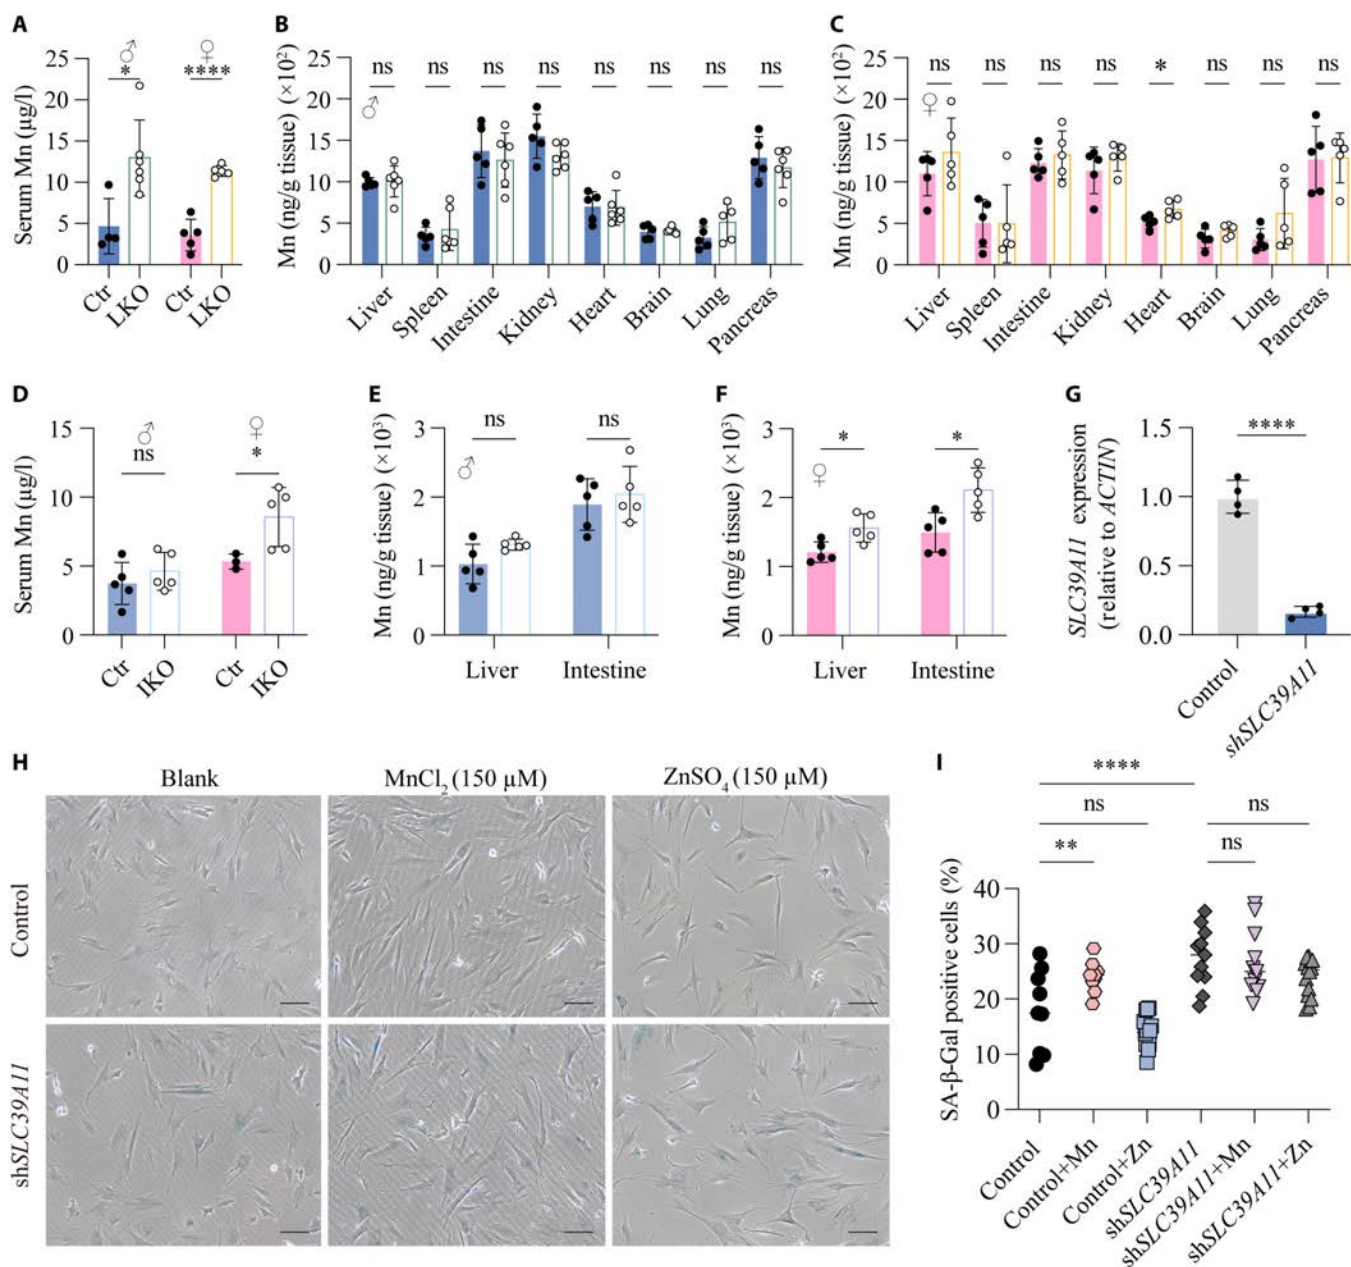 A
♂ ♀
* ****
Serum Mn (µg/l)
25
20
15
10
5
0
Ctr
LKO
Ctr
LKO
B
ns ns ns ns ns ns ns ns
♂
Mn (ng/g tissue) (×10²)
25
20
15
10
5
0
Liver
Spleen
Intestine
Kidney
Heart
Brain
Lung
Pancreas
C
ns ns ns ns * ns ns ns
♀
Mn (ng/g tissue) (×10²)
25
20
15
10
5
0
Liver
Spleen
Intestine
Kidney
Heart
Brain
Lung
Pancreas
D
♂ ♀
ns *
Serum Mn (µg/l)
15
10
5
0
Ctr
IKO
Ctr
IKO
E
ns ns
♂
Mn (ng/g tissue) (×10³)
3
2
1
0
Liver Intestine
F
* *
♀
Mn (ng/g tissue) (×10³)
3
2
1
0
Liver Intestine
G
****
SLC39A11 expression
(relative to ACTIN)
1.5
1.0
0.5
0.0
Control
shSLC39A11
H
Blank MnCl₂ (150 µM) ZnSO₄ (150 µM)
Control
shSLC39A11
I
****
ns ns
** ns
SA-β-Gal positive cells (%)
40
30
20
10
0
Control
Control+Mn
Control+Zn
shSLC39A11
shSLC39A11+Mn
shSLC39A11+Zn